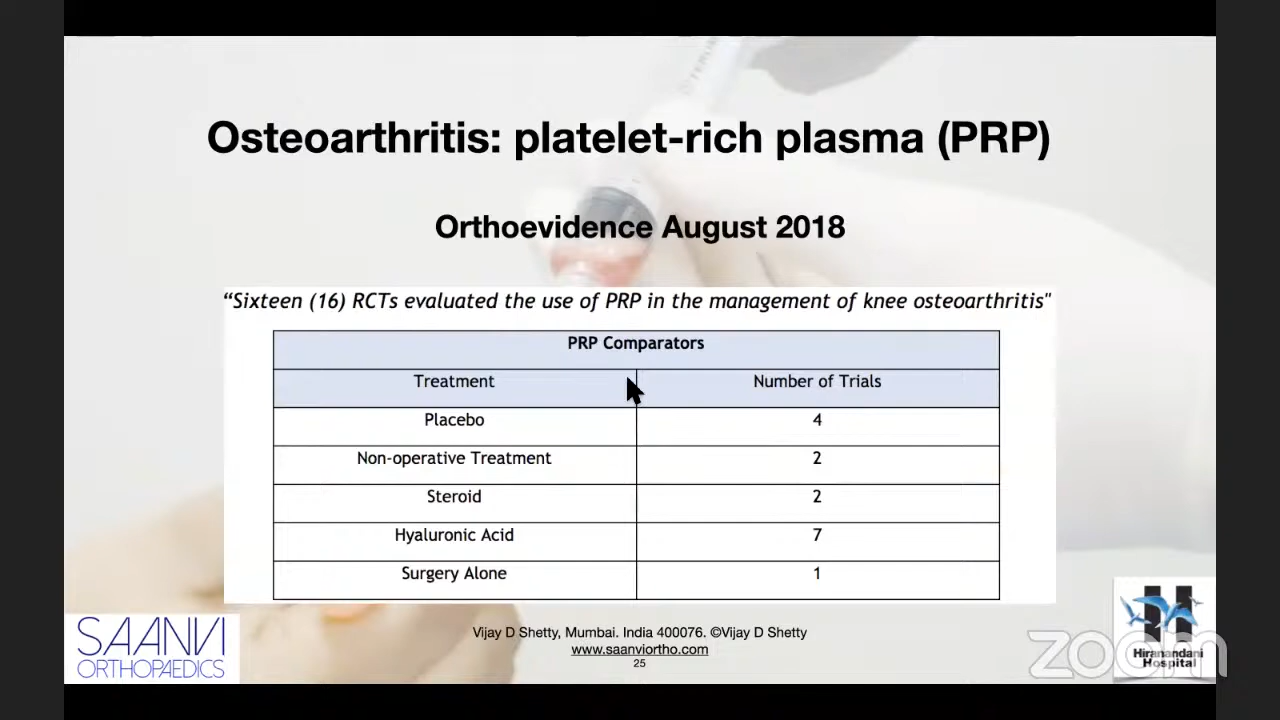 Osteoarthritis: platelet-rich plasma (PRP)
Orthoevidence August 2018
“Sixteen (16) RCTs evaluated the use of PRP in the management of knee osteoarthritis"
PRP Comparators
Treatment Number of Trials
Placebo 4
Non-operative Treatment 2
Steroid 2
Hyaluronic Acid 7
Surgery Alone 1
SAANVI
ORTHOPAEDICS
Vijay D Shetty, Mumbai. India 400076. ©Vijay D Shetty
www.saanviortho.com
25
H
Hiranandani
Hospital
zoom